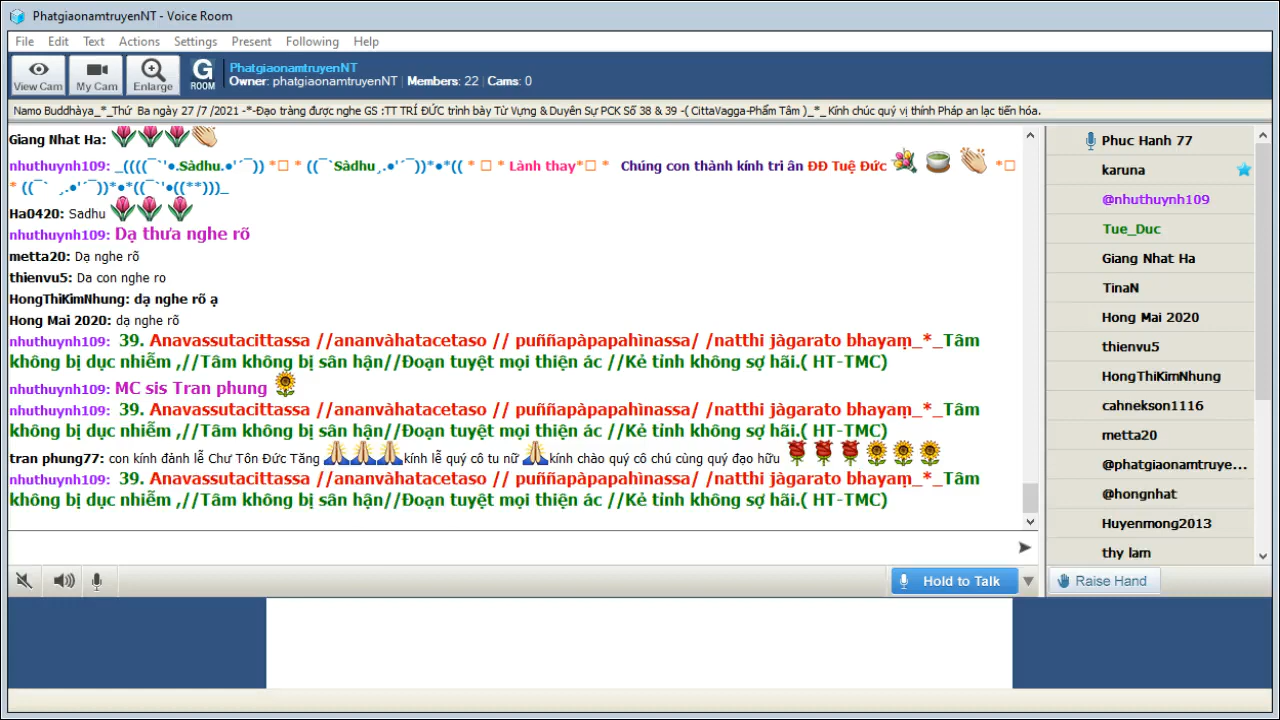 PhatgiaonamtruyenNT - Voice Room
File Edit Text Actions Settings Present Following Help
View Cam My Cam Enlarge G ROOM
PhatgiaonamtruyenNT
Owner: phatgiaonamtruyenNT | Members: 22 | Cams: 0
Namo Buddhàya_*_Thứ Ba ngày 27 /7 /2021 -*-Đạo tràng được nghe GS :TT TRÍ ĐỨC trình bày Từ Vựng & Duyên Sự PCK Số 38 & 39 -( CittaVagga-Phẩm Tâm )_*_ Kính chúc quý vị thính Pháp an lạc tiến hóa.
Giang Nhat Ha:
nhuthuynh109: _((((¯`'•.Sàdhu.•'´¯)) *□ * ((¯`Sàdhu¸.•'´¯))*•*(( * □ * Lành thay*□ * Chúng con thành kính tri ân ĐĐ Tuệ Đức *□
* ((¯` ¸.•'´¯))*•*((¯`'•((**)))_
Ha0420: Sadhu
nhuthuynh109: Dạ thưa nghe rõ
metta20: Dạ nghe rõ
thienvu5: Da con nghe ro
HongThiKimNhung: dạ nghe rõ ạ
Hong Mai 2020: dạ nghe rõ
nhuthuynh109: 39. Anavassutacittassa //ananvàhatacetaso // puññapàpapahìnassa/ /natthi jàgarato bhayaṃ_*_Tâm
không bị dục nhiễm ,//Tâm không bị sân hận//Đoạn tuyệt mọi thiện ác //Kẻ tỉnh không sợ hãi.( HT-TMC)
nhuthuynh109: MC sis Tran phung
nhuthuynh109: 39. Anavassutacittassa //ananvàhatacetaso // puññapàpapahìnassa/ /natthi jàgarato bhayaṃ_*_Tâm
không bị dục nhiễm ,//Tâm không bị sân hận//Đoạn tuyệt mọi thiện ác //Kẻ tỉnh không sợ hãi.( HT-TMC)
tran phung77: con kính đãnh lễ Chư Tôn Đức Tăng kính lễ quý cô tu nữ kính chào quý cô chú cùng quý đạo hữu
nhuthuynh109: 39. Anavassutacittassa //ananvàhatacetaso // puññapàpapahìnassa/ /natthi jàgarato bhayaṃ_*_Tâm
không bị dục nhiễm ,//Tâm không bị sân hận//Đoạn tuyệt mọi thiện ác //Kẻ tỉnh không sợ hãi.( HT-TMC)
Hold to Talk
Phuc Hanh 77
karuna
@nhuthuynh109
Tue_Duc
Giang Nhat Ha
TinaN
Hong Mai 2020
thienvu5
HongThiKimNhung
cahnekson1116
metta20
@phatgiaonamtruye...
@hongnhat
Huyenmong2013
thy lam
Raise Hand